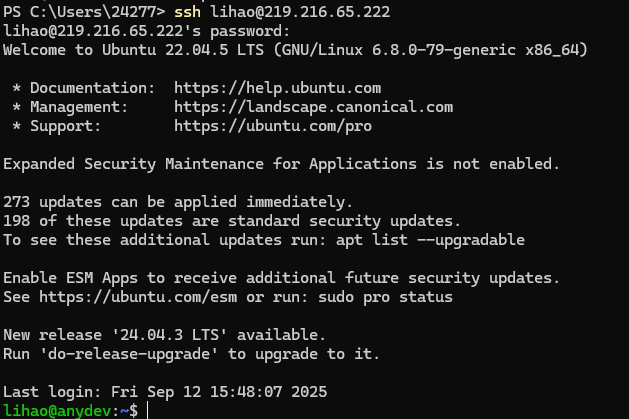 PS C:\Users\24277> ssh lihao@219.216.65.222
lihao@219.216.65.222's password:
Welcome to Ubuntu 22.04.5 LTS (GNU/Linux 6.8.0-79-generic x86_64)
* Documentation:  https://help.ubuntu.com
* Management:     https://landscape.canonical.com
* Support:        https://ubuntu.com/pro
Expanded Security Maintenance for Applications is not enabled.
273 updates can be applied immediately.
198 of these updates are standard security updates.
To see these additional updates run: apt list --upgradable
Enable ESM Apps to receive additional future security updates.
See https://ubuntu.com/esm or run: sudo pro status
New release '24.04.3 LTS' available.
Run 'do-release-upgrade' to upgrade to it.
Last login: Fri Sep 12 15:48:07 2025
lihao@anydev:~$